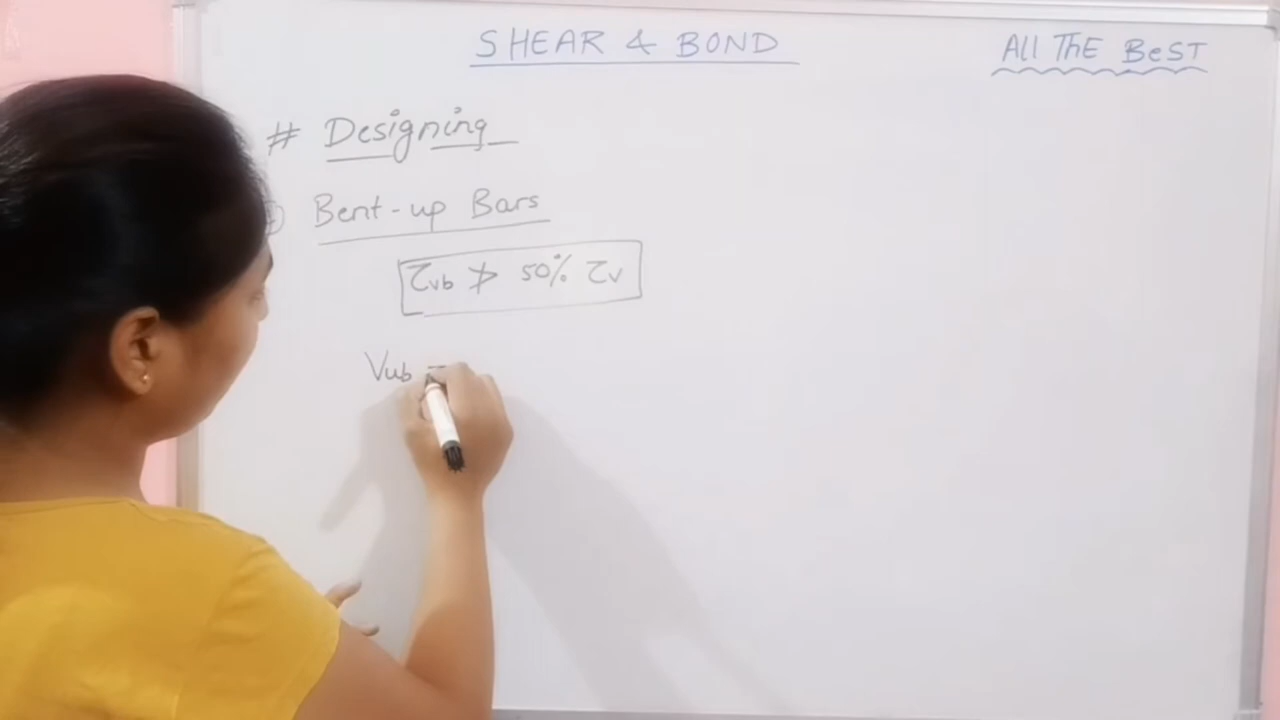 SHEAR & BOND
All ThE BeST
# Designing
Bent-up Bars
τvb ≯ 50% τv
Vub =